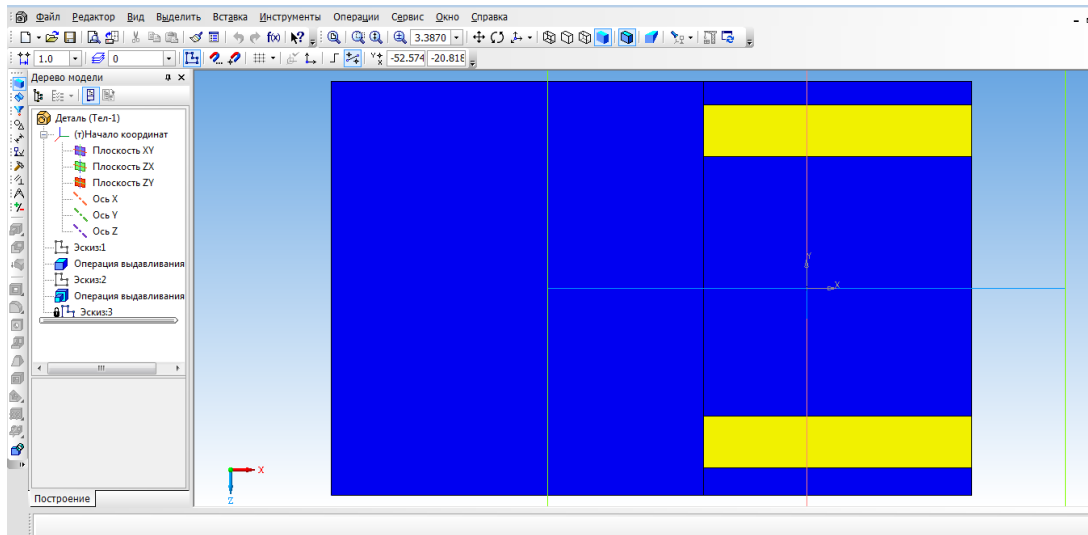 Файл Редактор Вид Выделить Вставка Инструменты Операции Сервис Окно Справка
3.3870
1.0 0 -52.574 -20.818
Дерево модели
Деталь (Тел-1)
(т)Начало координат
Плоскость XY
Плоскость ZX
Плоскость ZY
Ось X
Ось Y
Ось Z
Эскиз:1
Операция выдавливания
Эскиз:2
Операция выдавливания
Эскиз:3
Построение
Y
X
X
Z